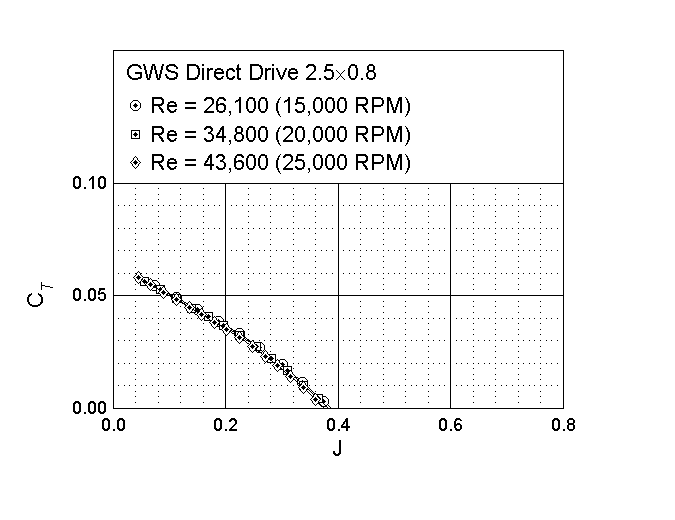 GWS Direct Drive 2.5×0.8
Re = 26,100 (15,000 RPM)
Re = 34,800 (20,000 RPM)
Re = 43,600 (25,000 RPM)
0.10
0.05
0.00
C_T
0.0 0.2 0.4 0.6 0.8
J